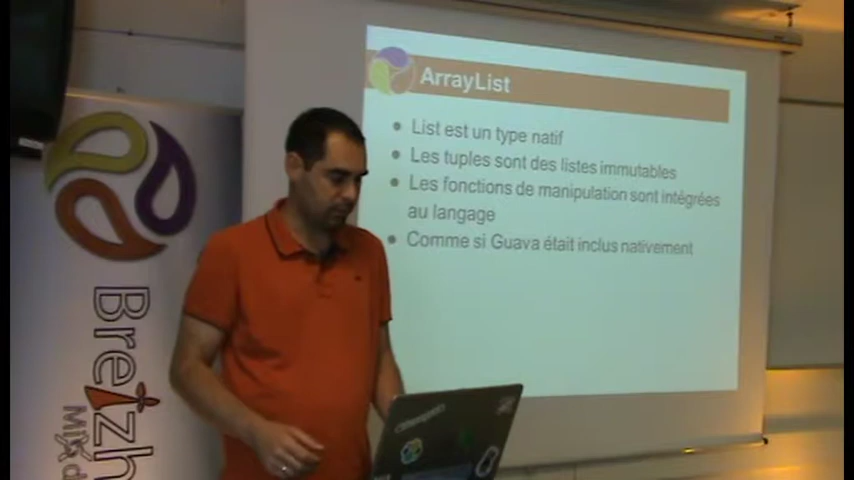 ArrayList
List est un type natif
Les tuples sont des listes immutables
Les fonctions de manipulation sont intégrées
au langage
Comme si Guava était inclus nativement
Breizh